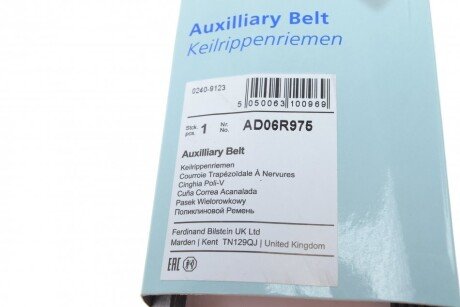 Auxilliary Belt
Keilrippenriemen
0240-9123
5 050063 100969
Stck. pcs. 1 Nr. No. AD06R975
Auxilliary Belt
Keilrippenriemen
Courroie Trapézoïdale À Nervures
Cinghia Poli-V
Cuña Correa Acanalada
Pasek Wielorowkowy
Поликлиновой Ремень
Ferdinand Bilstein UK Ltd
Marden | Kent TN129QJ | United Kingdom
EAC